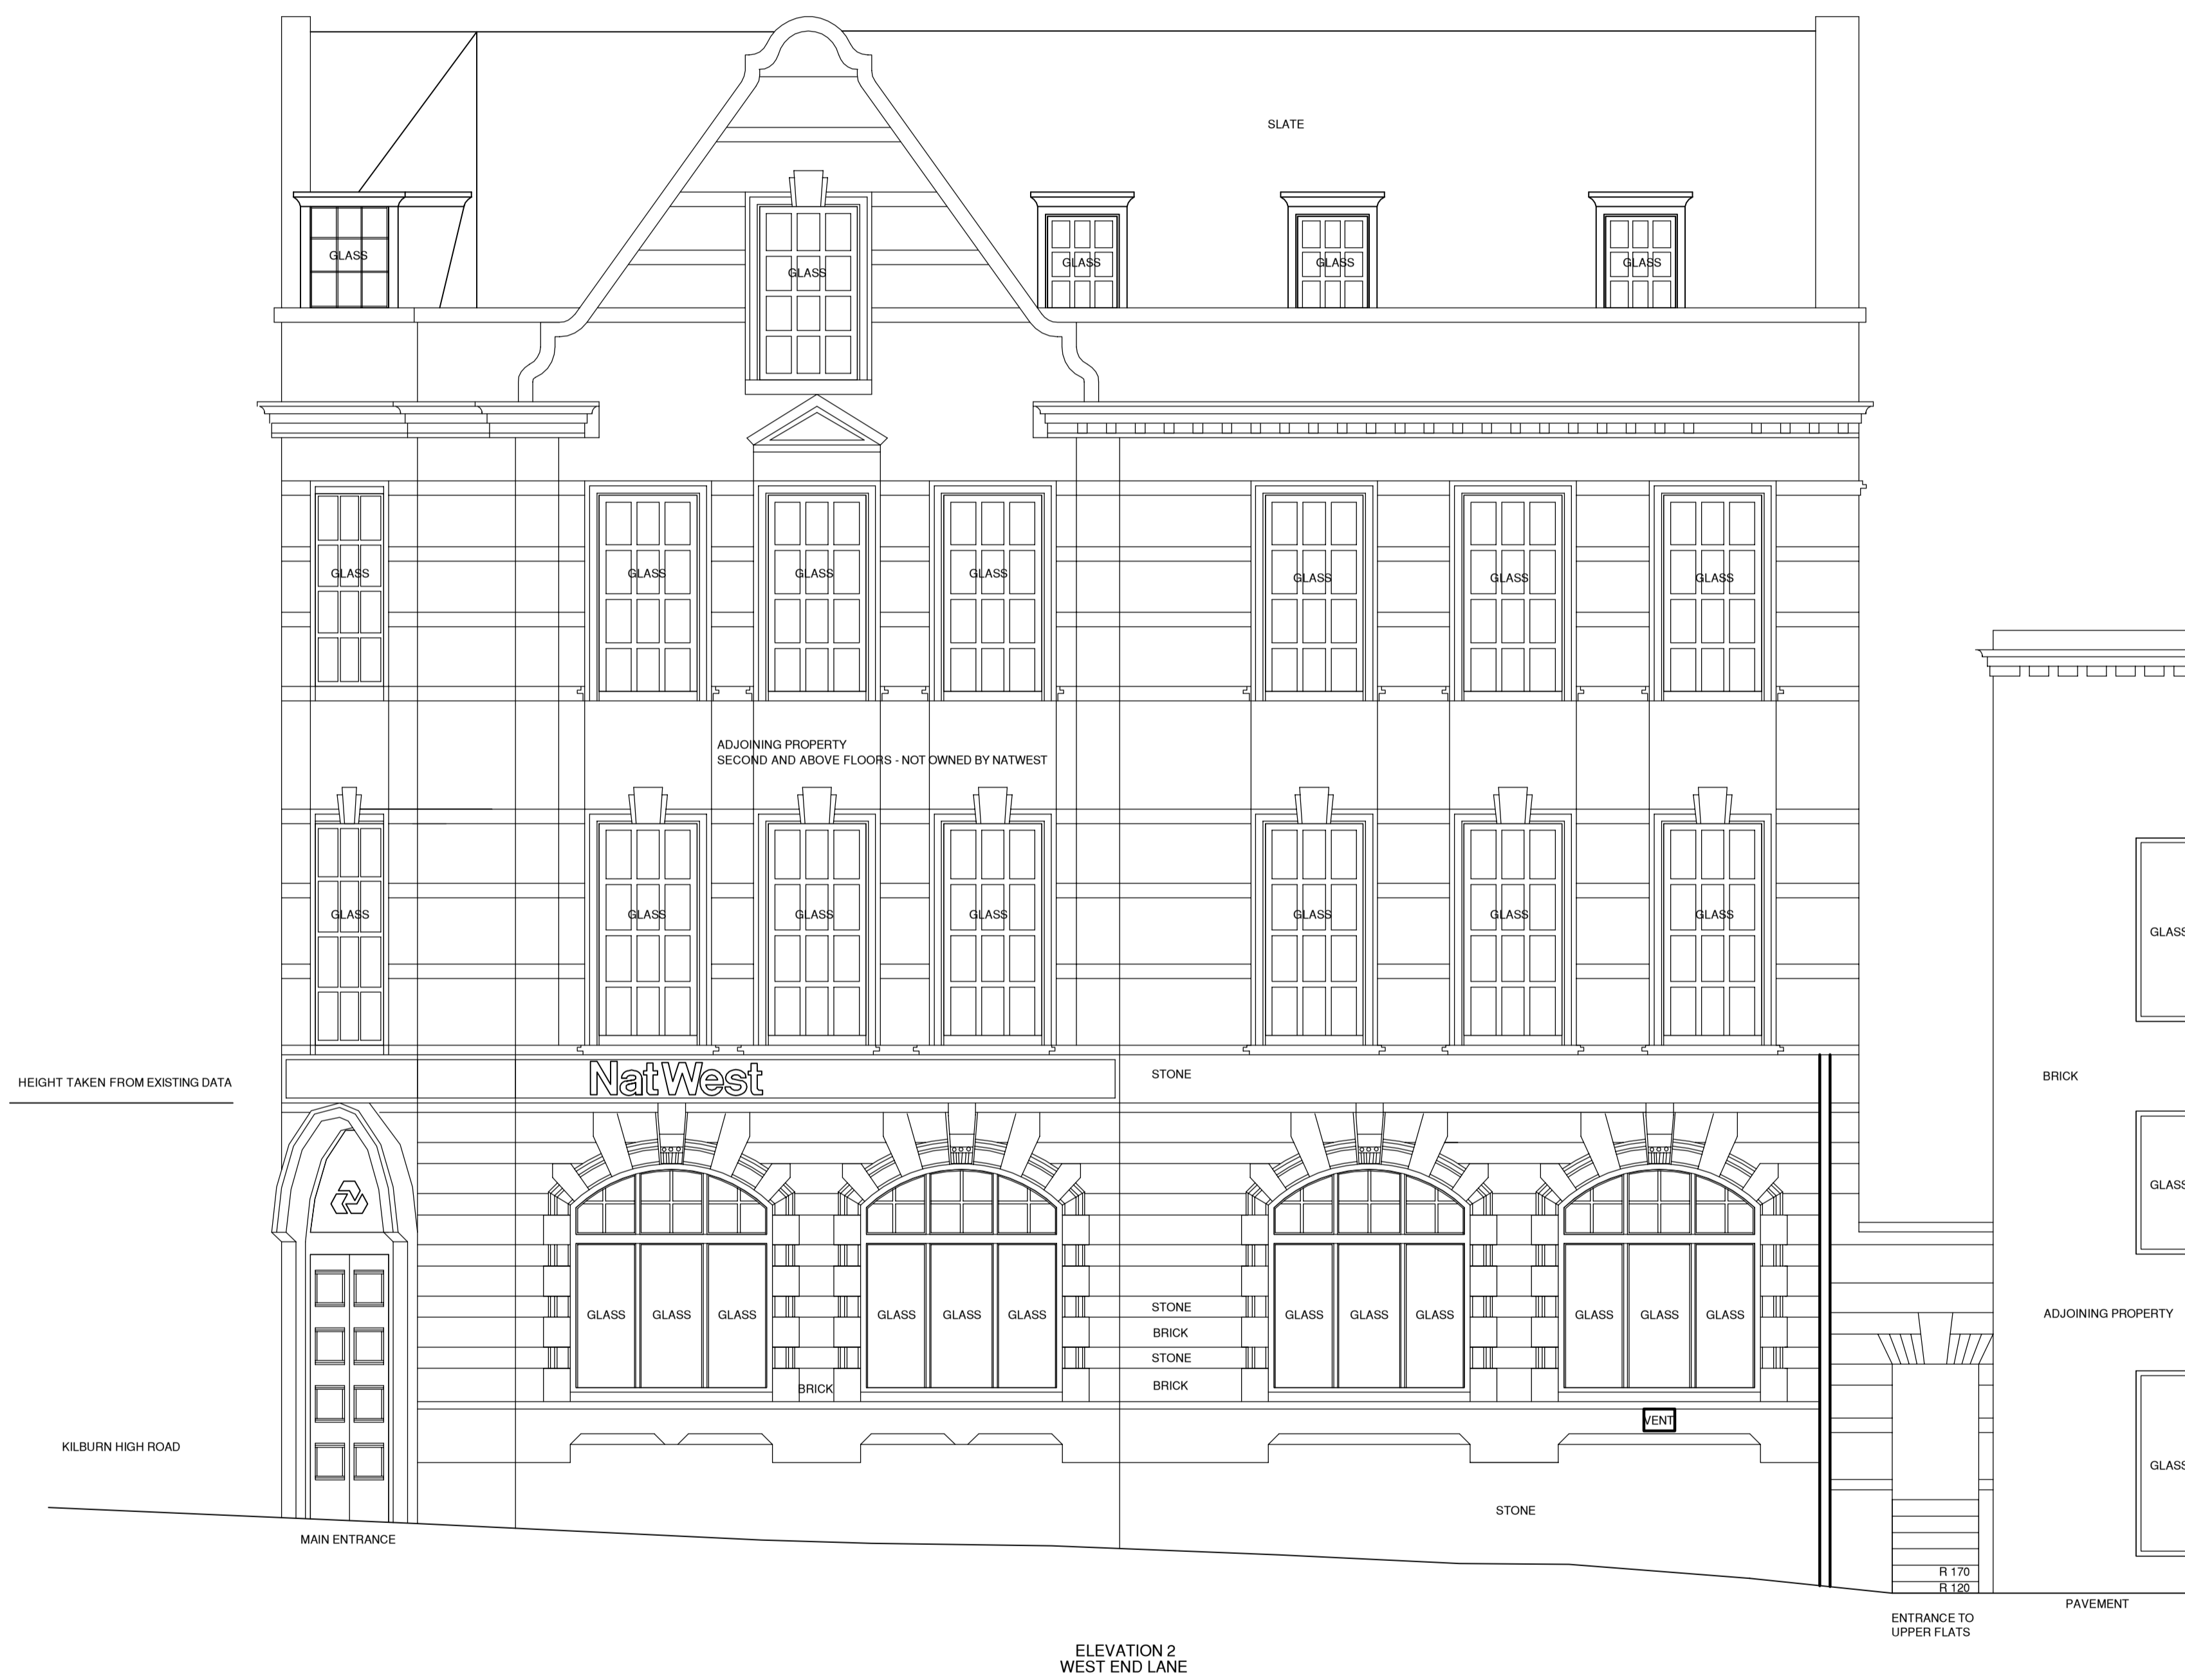 SLATE
GLASS
GLASS
GLASS
GLASS
GLASS
GLASS
GLASS
GLASS
GLASS
GLASS
GLASS
GLASS
ADJOINING PROPERTY
SECOND AND ABOVE FLOORS - NOT OWNED BY NATWEST
GLASS
GLASS
GLASS
GLASS
GLASS
GLASS
GLASS
GLASS
HEIGHT TAKEN FROM EXISTING DATA
NatWest
STONE
BRICK
GLASS
GLASS GLASS GLASS
GLASS GLASS GLASS
GLASS GLASS GLASS
GLASS GLASS GLASS
STONE
BRICK
STONE
BRICK
BRICK
ADJOINING PROPERTY
VENT
KILBURN HIGH ROAD
GLASS
STONE
MAIN ENTRANCE
R 170
R 120
PAVEMENT
ENTRANCE TO
UPPER FLATS
ELEVATION 2
WEST END LANE